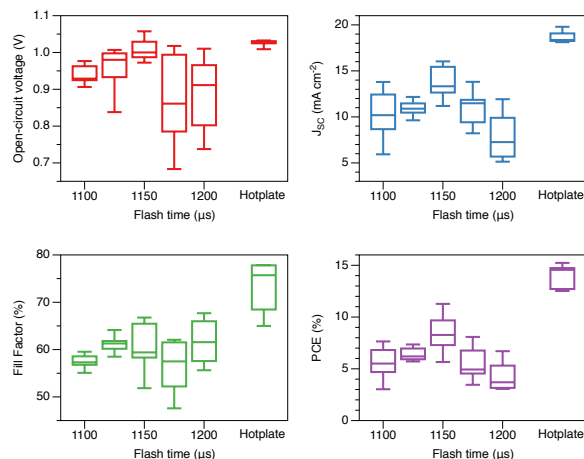 Open-circuit voltage (V)
1.1
1.0
0.9
0.8
0.7
1100 1150 1200 Hotplate
Flash time (µs)
J_SC (mA cm⁻²)
20
15
10
5
1100 1150 1200 Hotplate
Flash time (µs)
Fill Factor (%)
80
70
60
50
1100 1150 1200 Hotplate
Flash time (µs)
PCE (%)
15
10
5
0
1100 1150 1200 Hotplate
Flash time (µs)